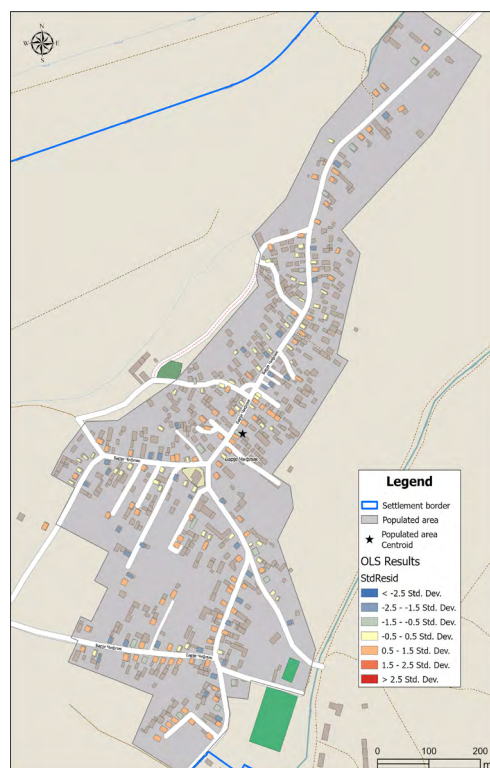 N
W E
S
Legend
Settlement border
Populated area
Populated area
Centroid
OLS Results
StdResid
< -2.5 Std. Dev.
-2.5 - -1.5 Std. Dev.
-1.5 - -0.5 Std. Dev.
-0.5 - 0.5 Std. Dev.
0.5 - 1.5 Std. Dev.
1.5 - 2.5 Std. Dev.
> 2.5 Std. Dev.
0 100 200
m